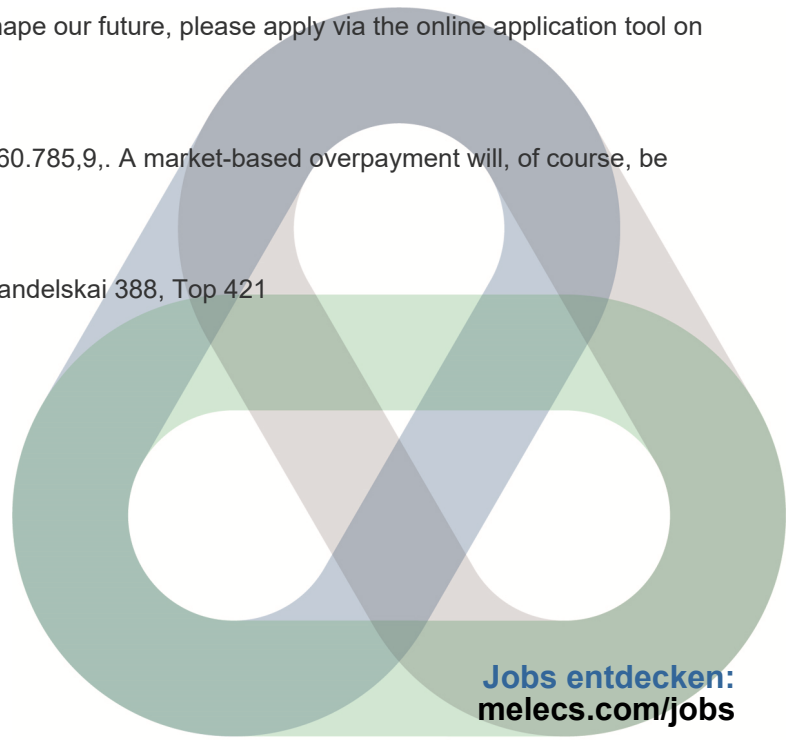 ape our future, please apply via the online application tool on
60.785,9,. A market-based overpayment will, of course, be
andelskai 388, Top 421
Jobs entdecken:
melecs.com/jobs